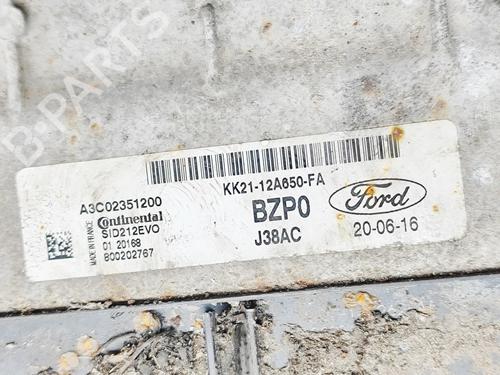 B-PARTS
A3C02351200
Continental
SID212EVO
01 20168
800202767
MADE IN FRANCE
KK21-12A650-FA
BZP0
J38AC
Ford
20-06-16